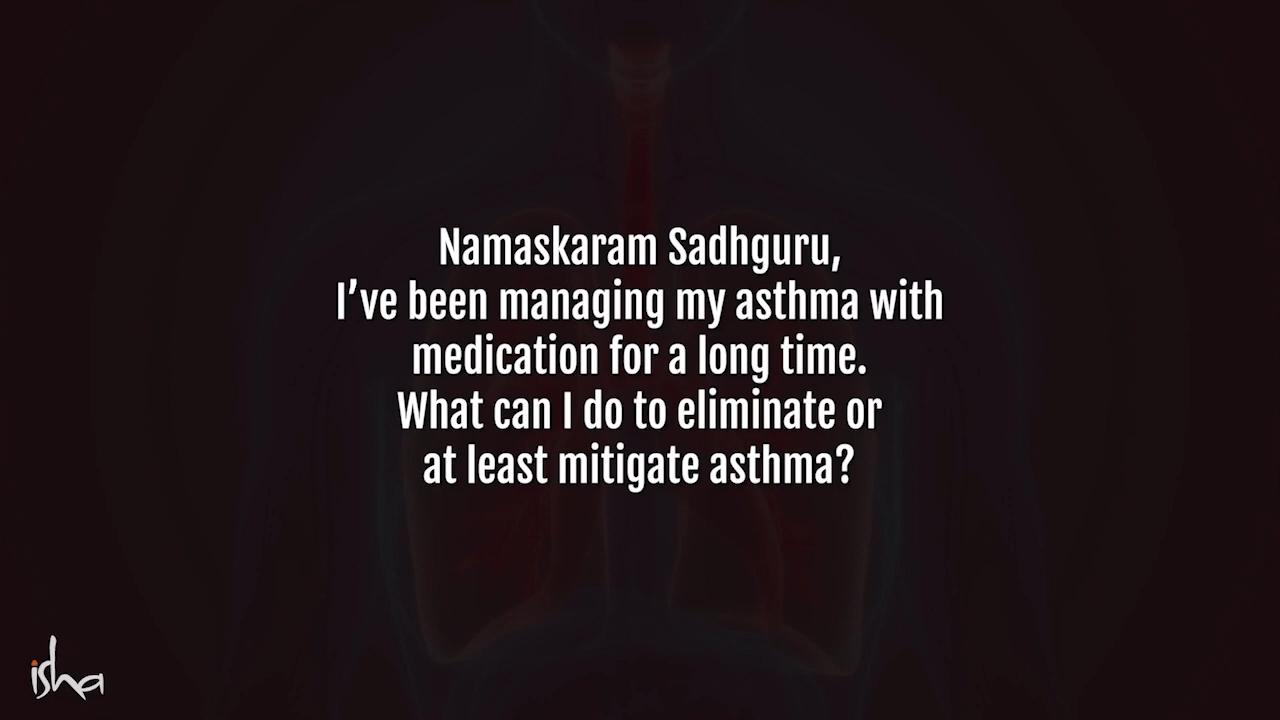 Namaskaram Sadhguru,
I’ve been managing my asthma with
medication for a long time.
What can I do to eliminate or
at least mitigate asthma?
isha